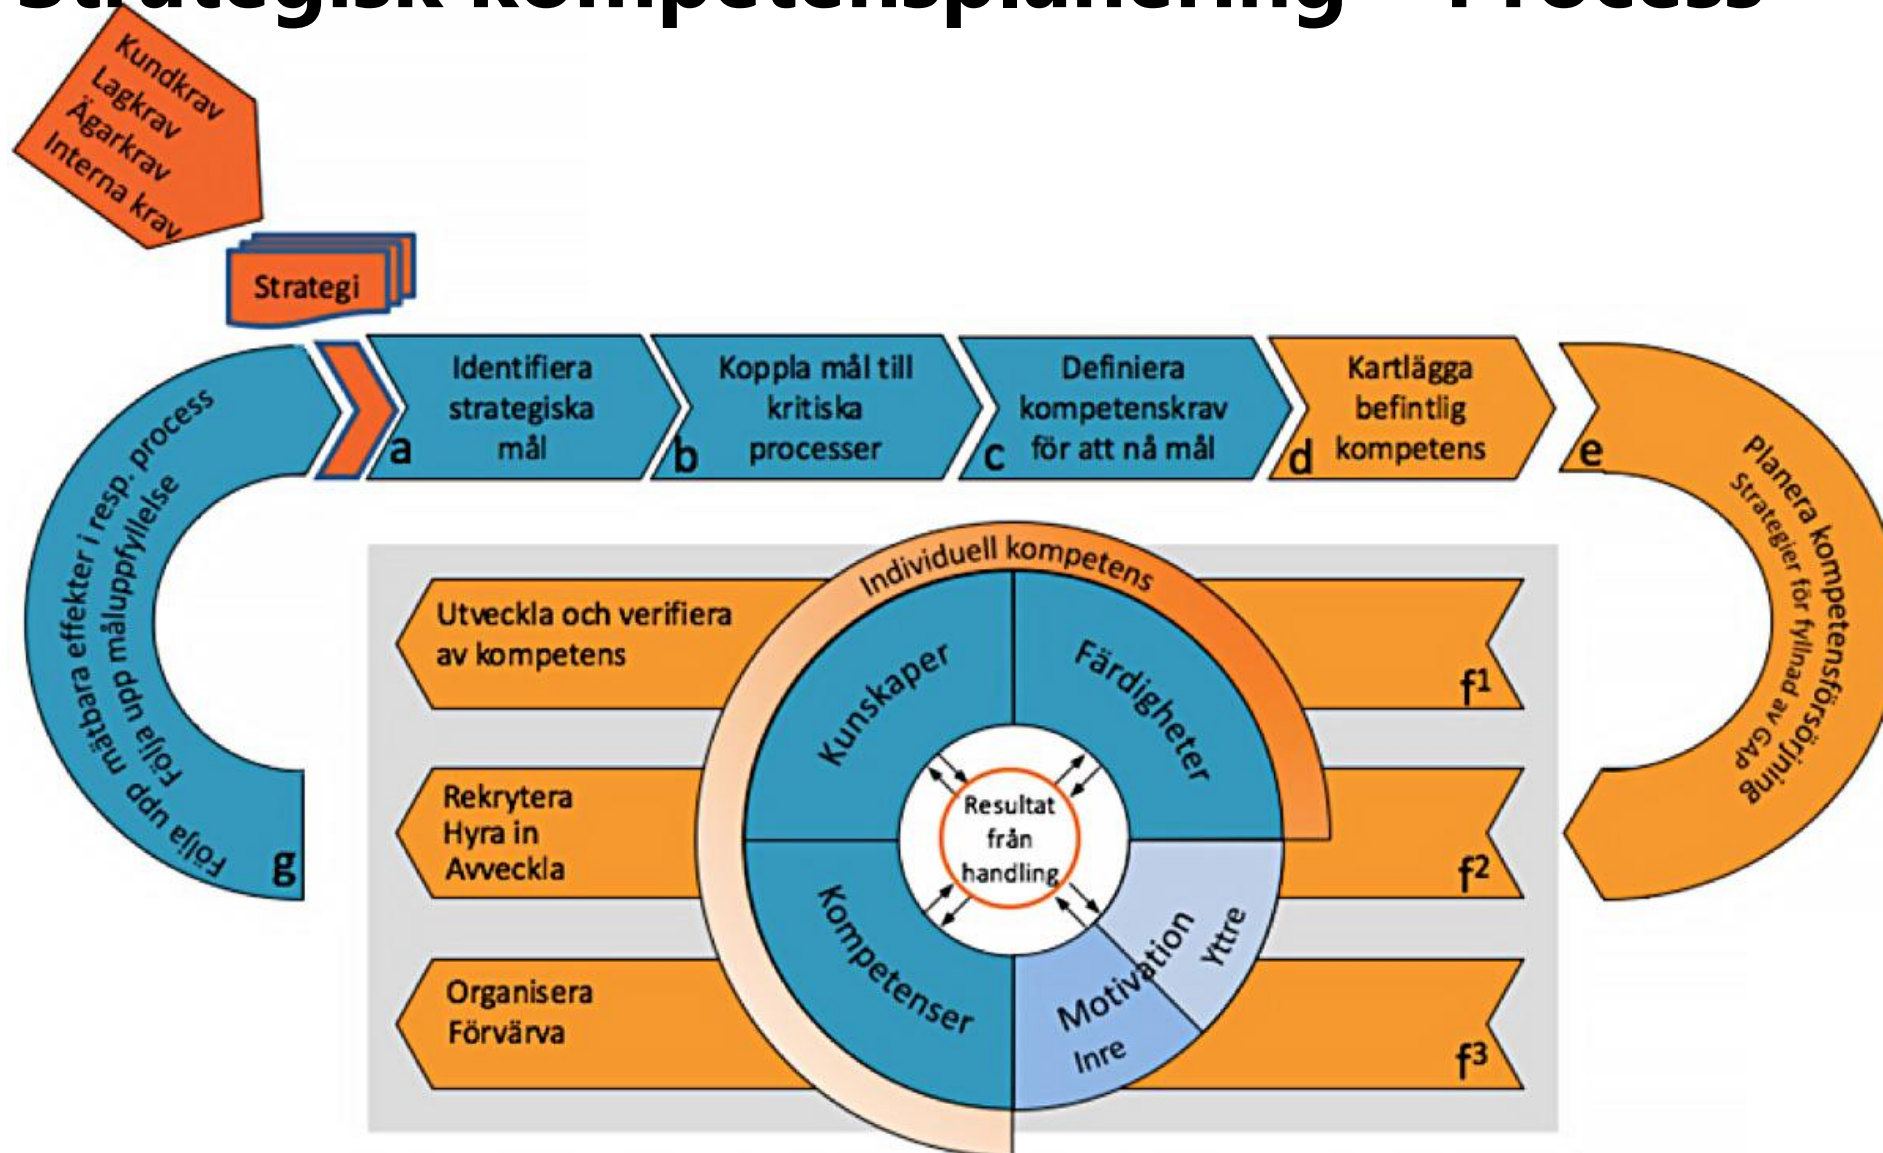 Strategisk kompetensplanering - Process
Kundkrav
Lagkrav
Ägarkrav
Interna krav
Strategi
a
Identifiera
strategiska
mål
b
Koppla mål till
kritiska
processer
c
Definiera
kompetenskrav
för att nå mål
d
Kartlägga
befintlig
kompetens
e
Planera kompetensförsörjning
Strategier för fyllnad av GAP
f1
Utveckla och verifiera
av kompetens
f2
Rekrytera
Hyra in
Avveckla
f3
Organisera
Förvärva
Individuell kompetens
Kunskaper
Färdigheter
Kompetenser
Motivation
Inre
Yttre
Resultat
från
handling
g
Följa upp mätbara effekter i resp. process
Följa upp måluppfyllelse